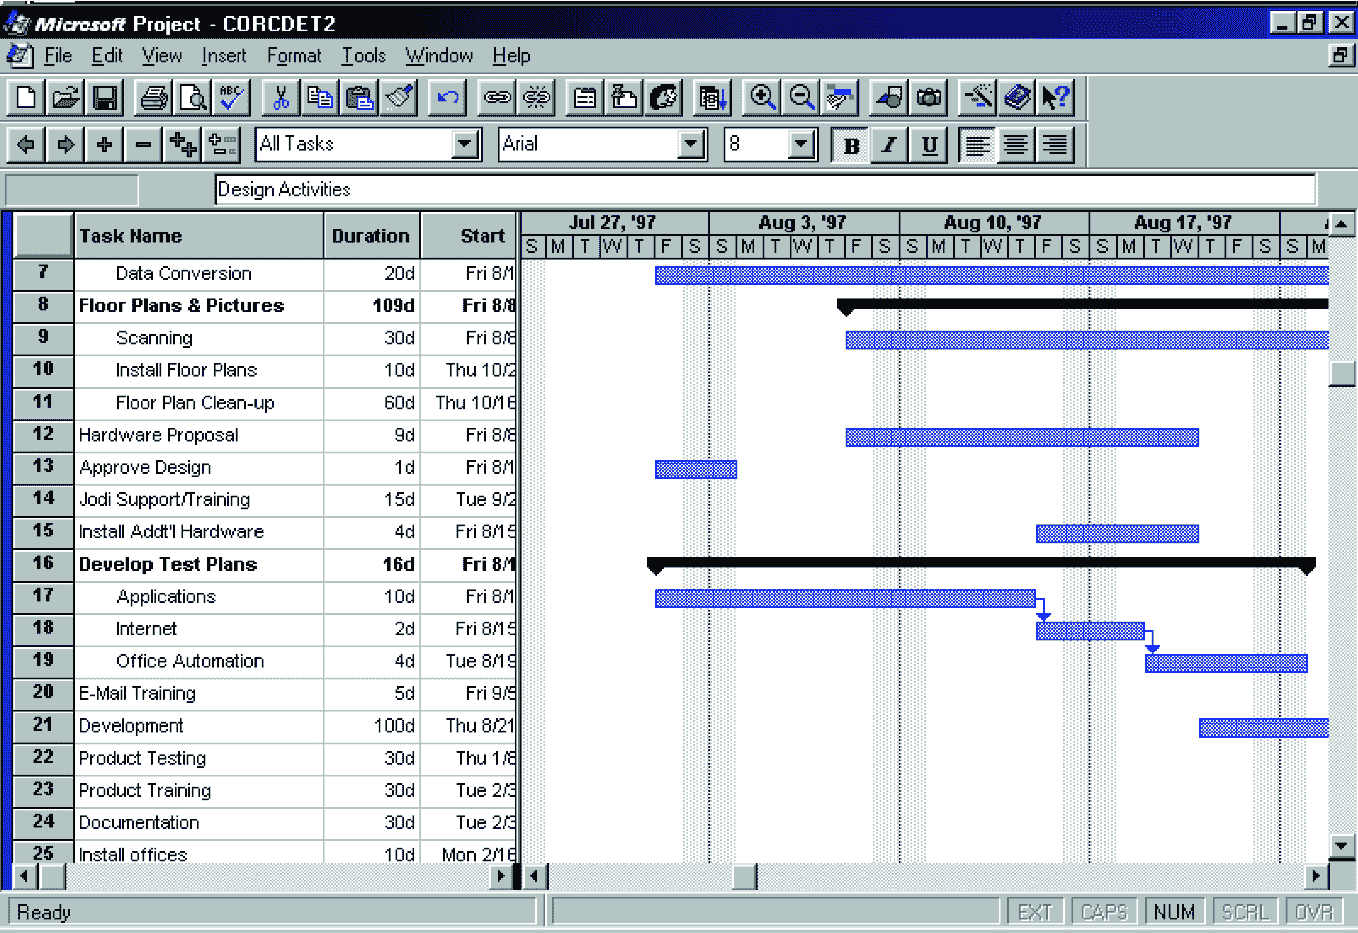 Microsoft Project - CORCDET2
File Edit View Insert Format Tools Window Help
ABC
All Tasks Arial 8 B I U
Design Activities
Jul 27, '97 Aug 3, '97 Aug 10, '97 Aug 17, '97
Task Name Duration Start
S M T W T F S S M T W T F S S M T W T F S S M T W T F S S M
7 Data Conversion 20d Fri 8/1
8 Floor Plans & Pictures 109d Fri 8/8
9 Scanning 30d Fri 8/8
10 Install Floor Plans 10d Thu 10/2
11 Floor Plan Clean-up 60d Thu 10/16
12 Hardware Proposal 9d Fri 8/8
13 Approve Design 1d Fri 8/1
14 Jodi Support/Training 15d Tue 9/2
15 Install Addt'l Hardware 4d Fri 8/15
16 Develop Test Plans 16d Fri 8/1
17 Applications 10d Fri 8/1
18 Internet 2d Fri 8/15
19 Office Automation 4d Tue 8/19
20 E-Mail Training 5d Fri 9/5
21 Development 100d Thu 8/21
22 Product Testing 30d Thu 1/8
23 Product Training 30d Tue 2/3
24 Documentation 30d Tue 2/3
25 Install offices 10d Mon 2/16
Ready EXT CAPS NUM SCRL OVR